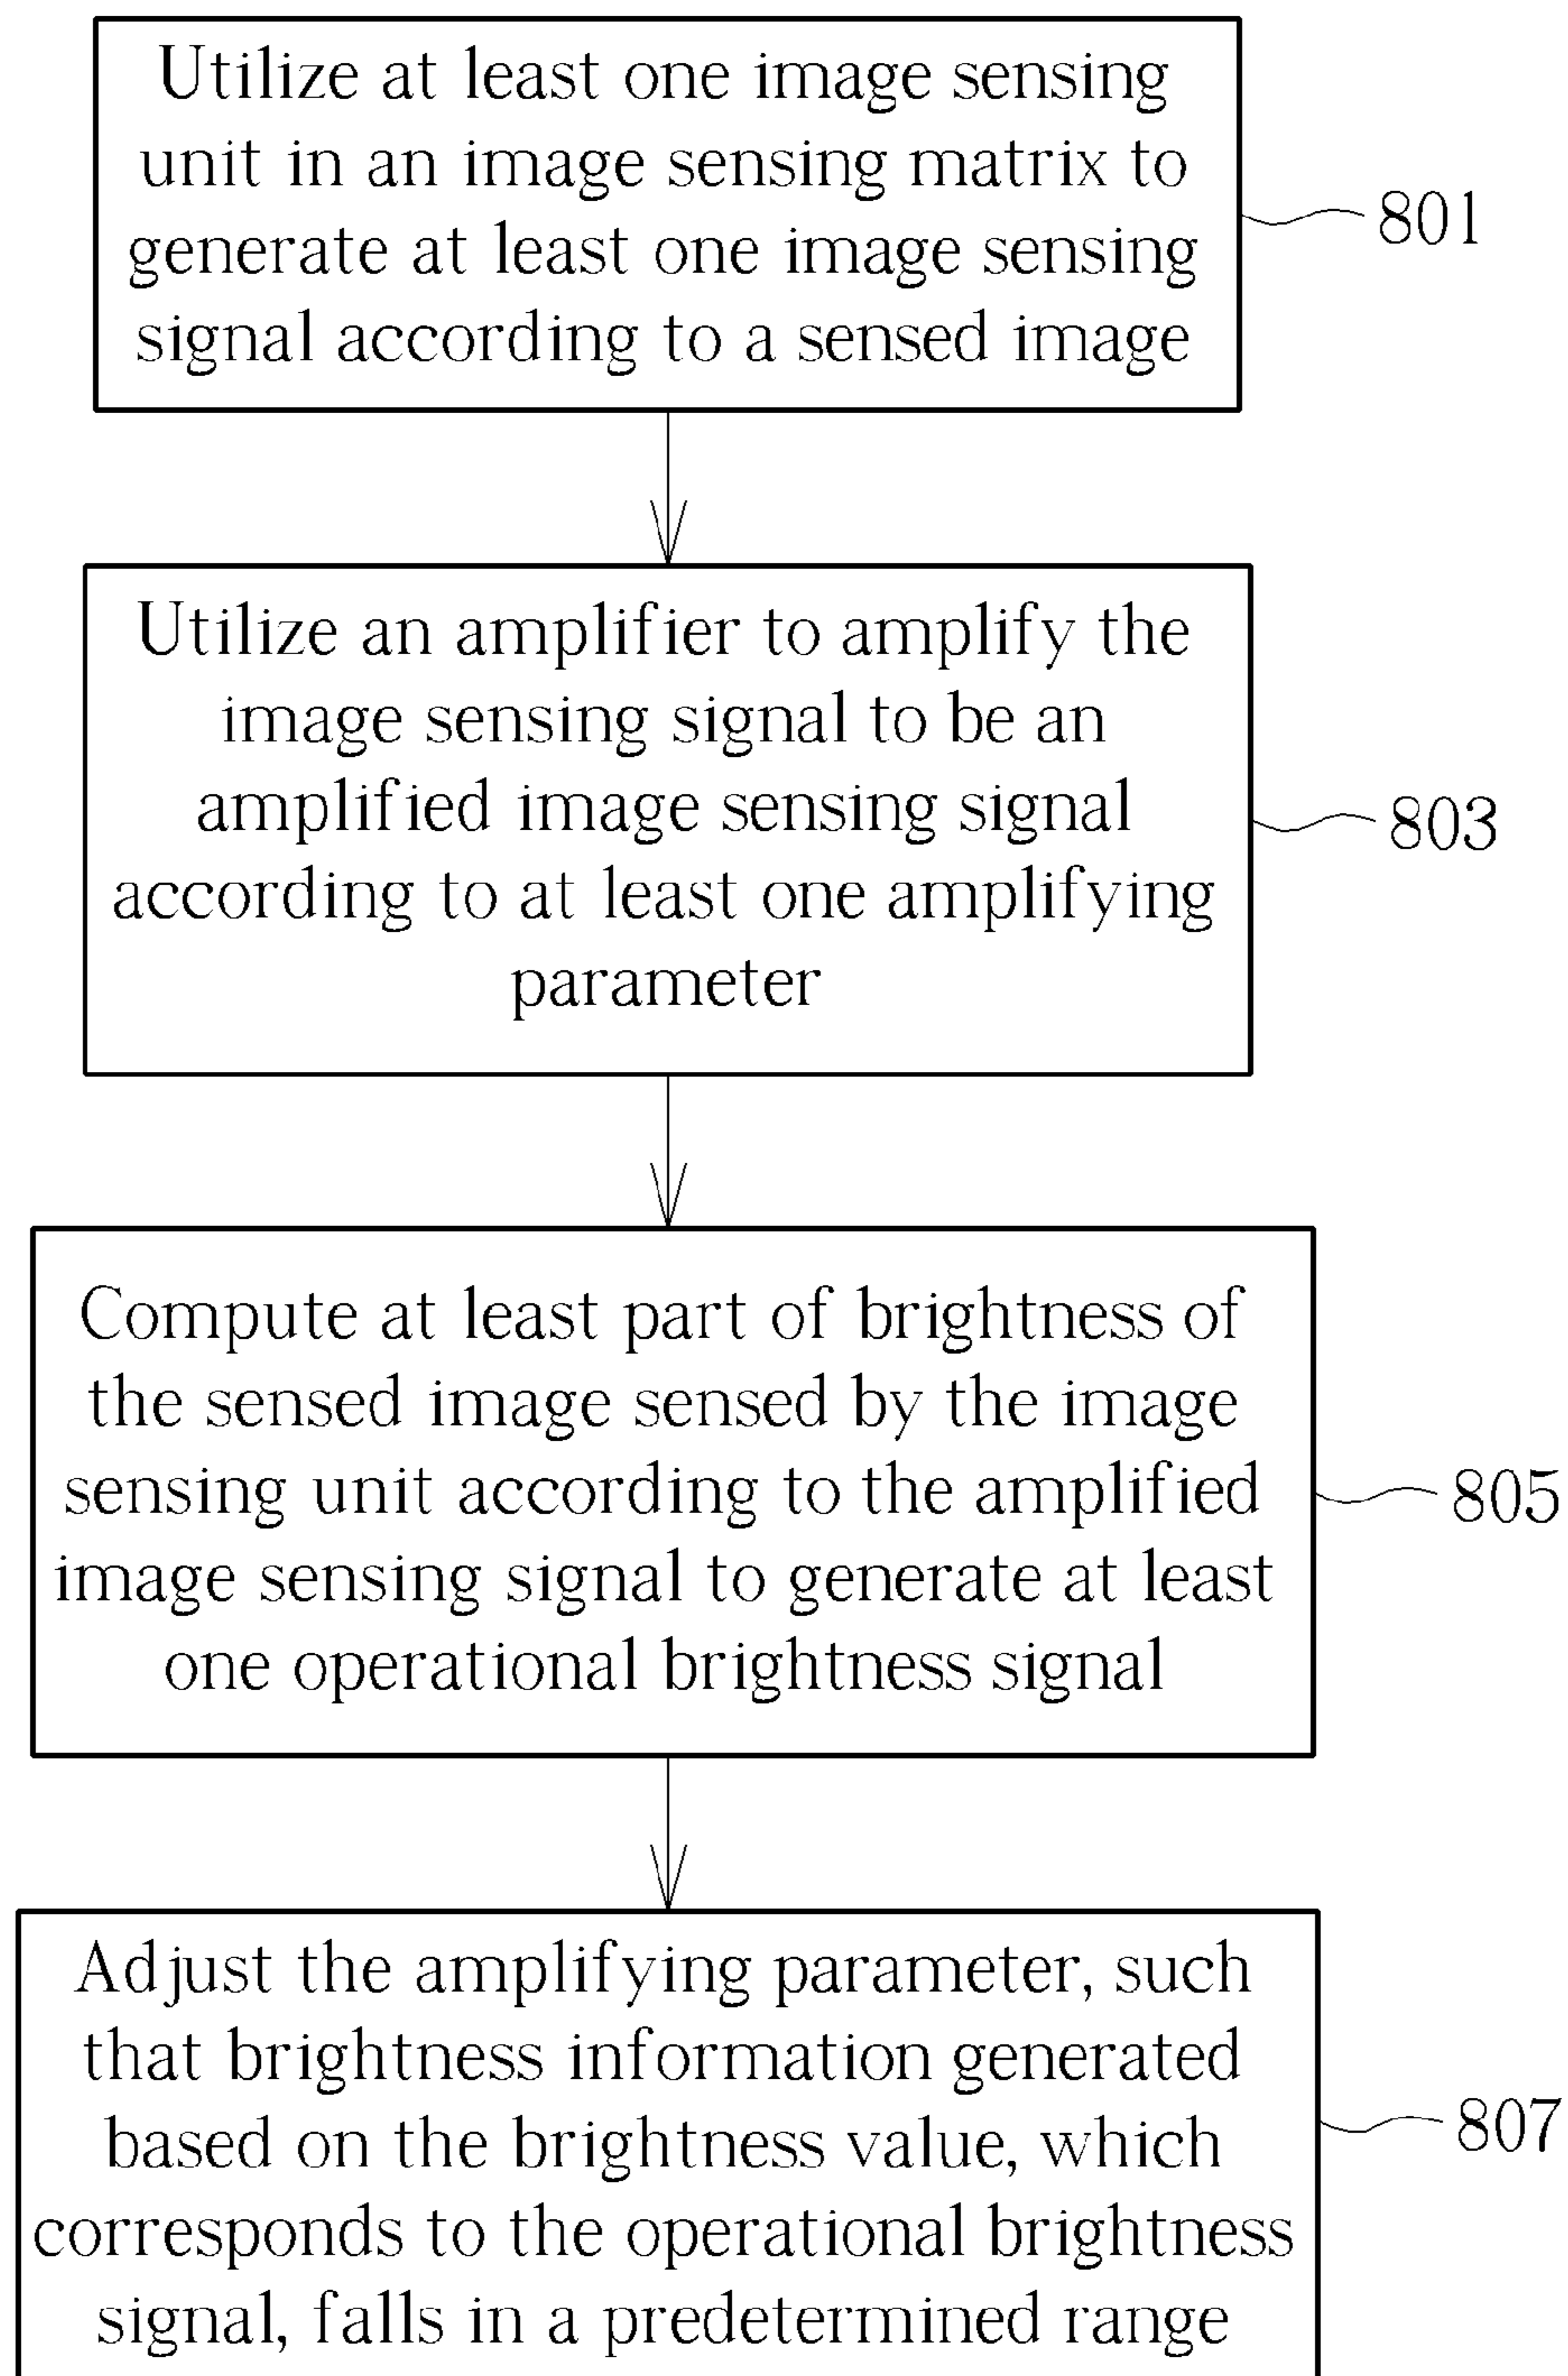 Utilize at least one image sensing
unit in an image sensing matrix to
generate at least one image sensing
signal according to a sensed image
801
Utilize an amplifier to amplify the
image sensing signal to be an
amplified image sensing signal
according to at least one amplifying
parameter
803
Compute at least part of brightness of
the sensed image sensed by the image
sensing unit according to the amplified
image sensing signal to generate at least
one operational brightness signal
805
Adjust the amplifying parameter, such
that brightness information generated
based on the brightness value, which
corresponds to the operational brightness
signal, falls in a predetermined range
807